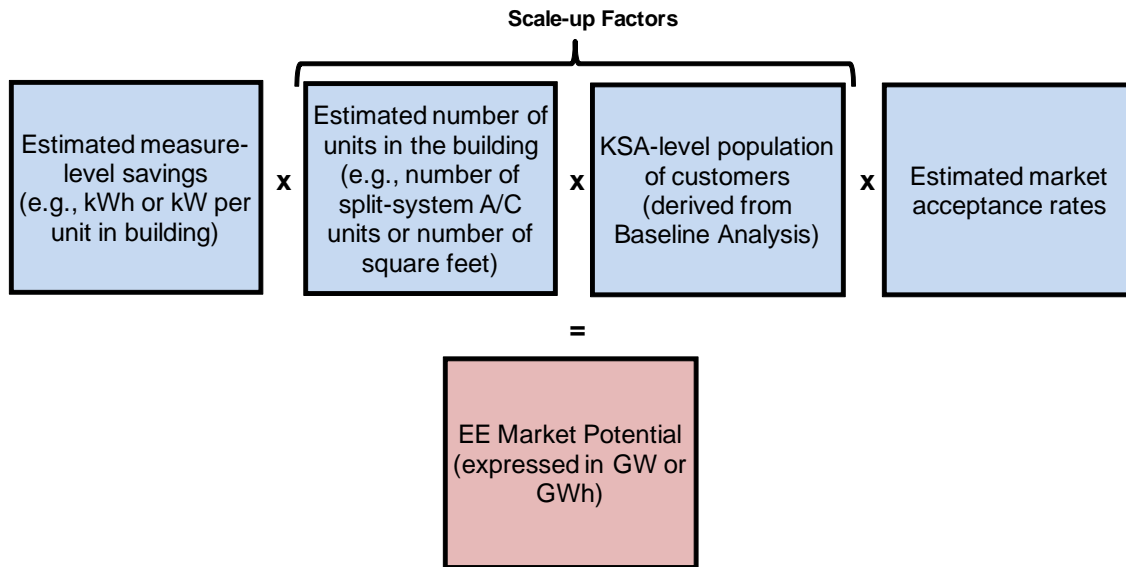 Scale-up Factors
Estimated measure-
level savings
(e.g., kWh or kW per
unit in building)
x
Estimated number of
units in the building
(e.g., number of
split-system A/C
units or number of
square feet)
x
KSA-level population
of customers
(derived from
Baseline Analysis)
x
Estimated market
acceptance rates
=
EE Market Potential
(expressed in GW or
GWh)